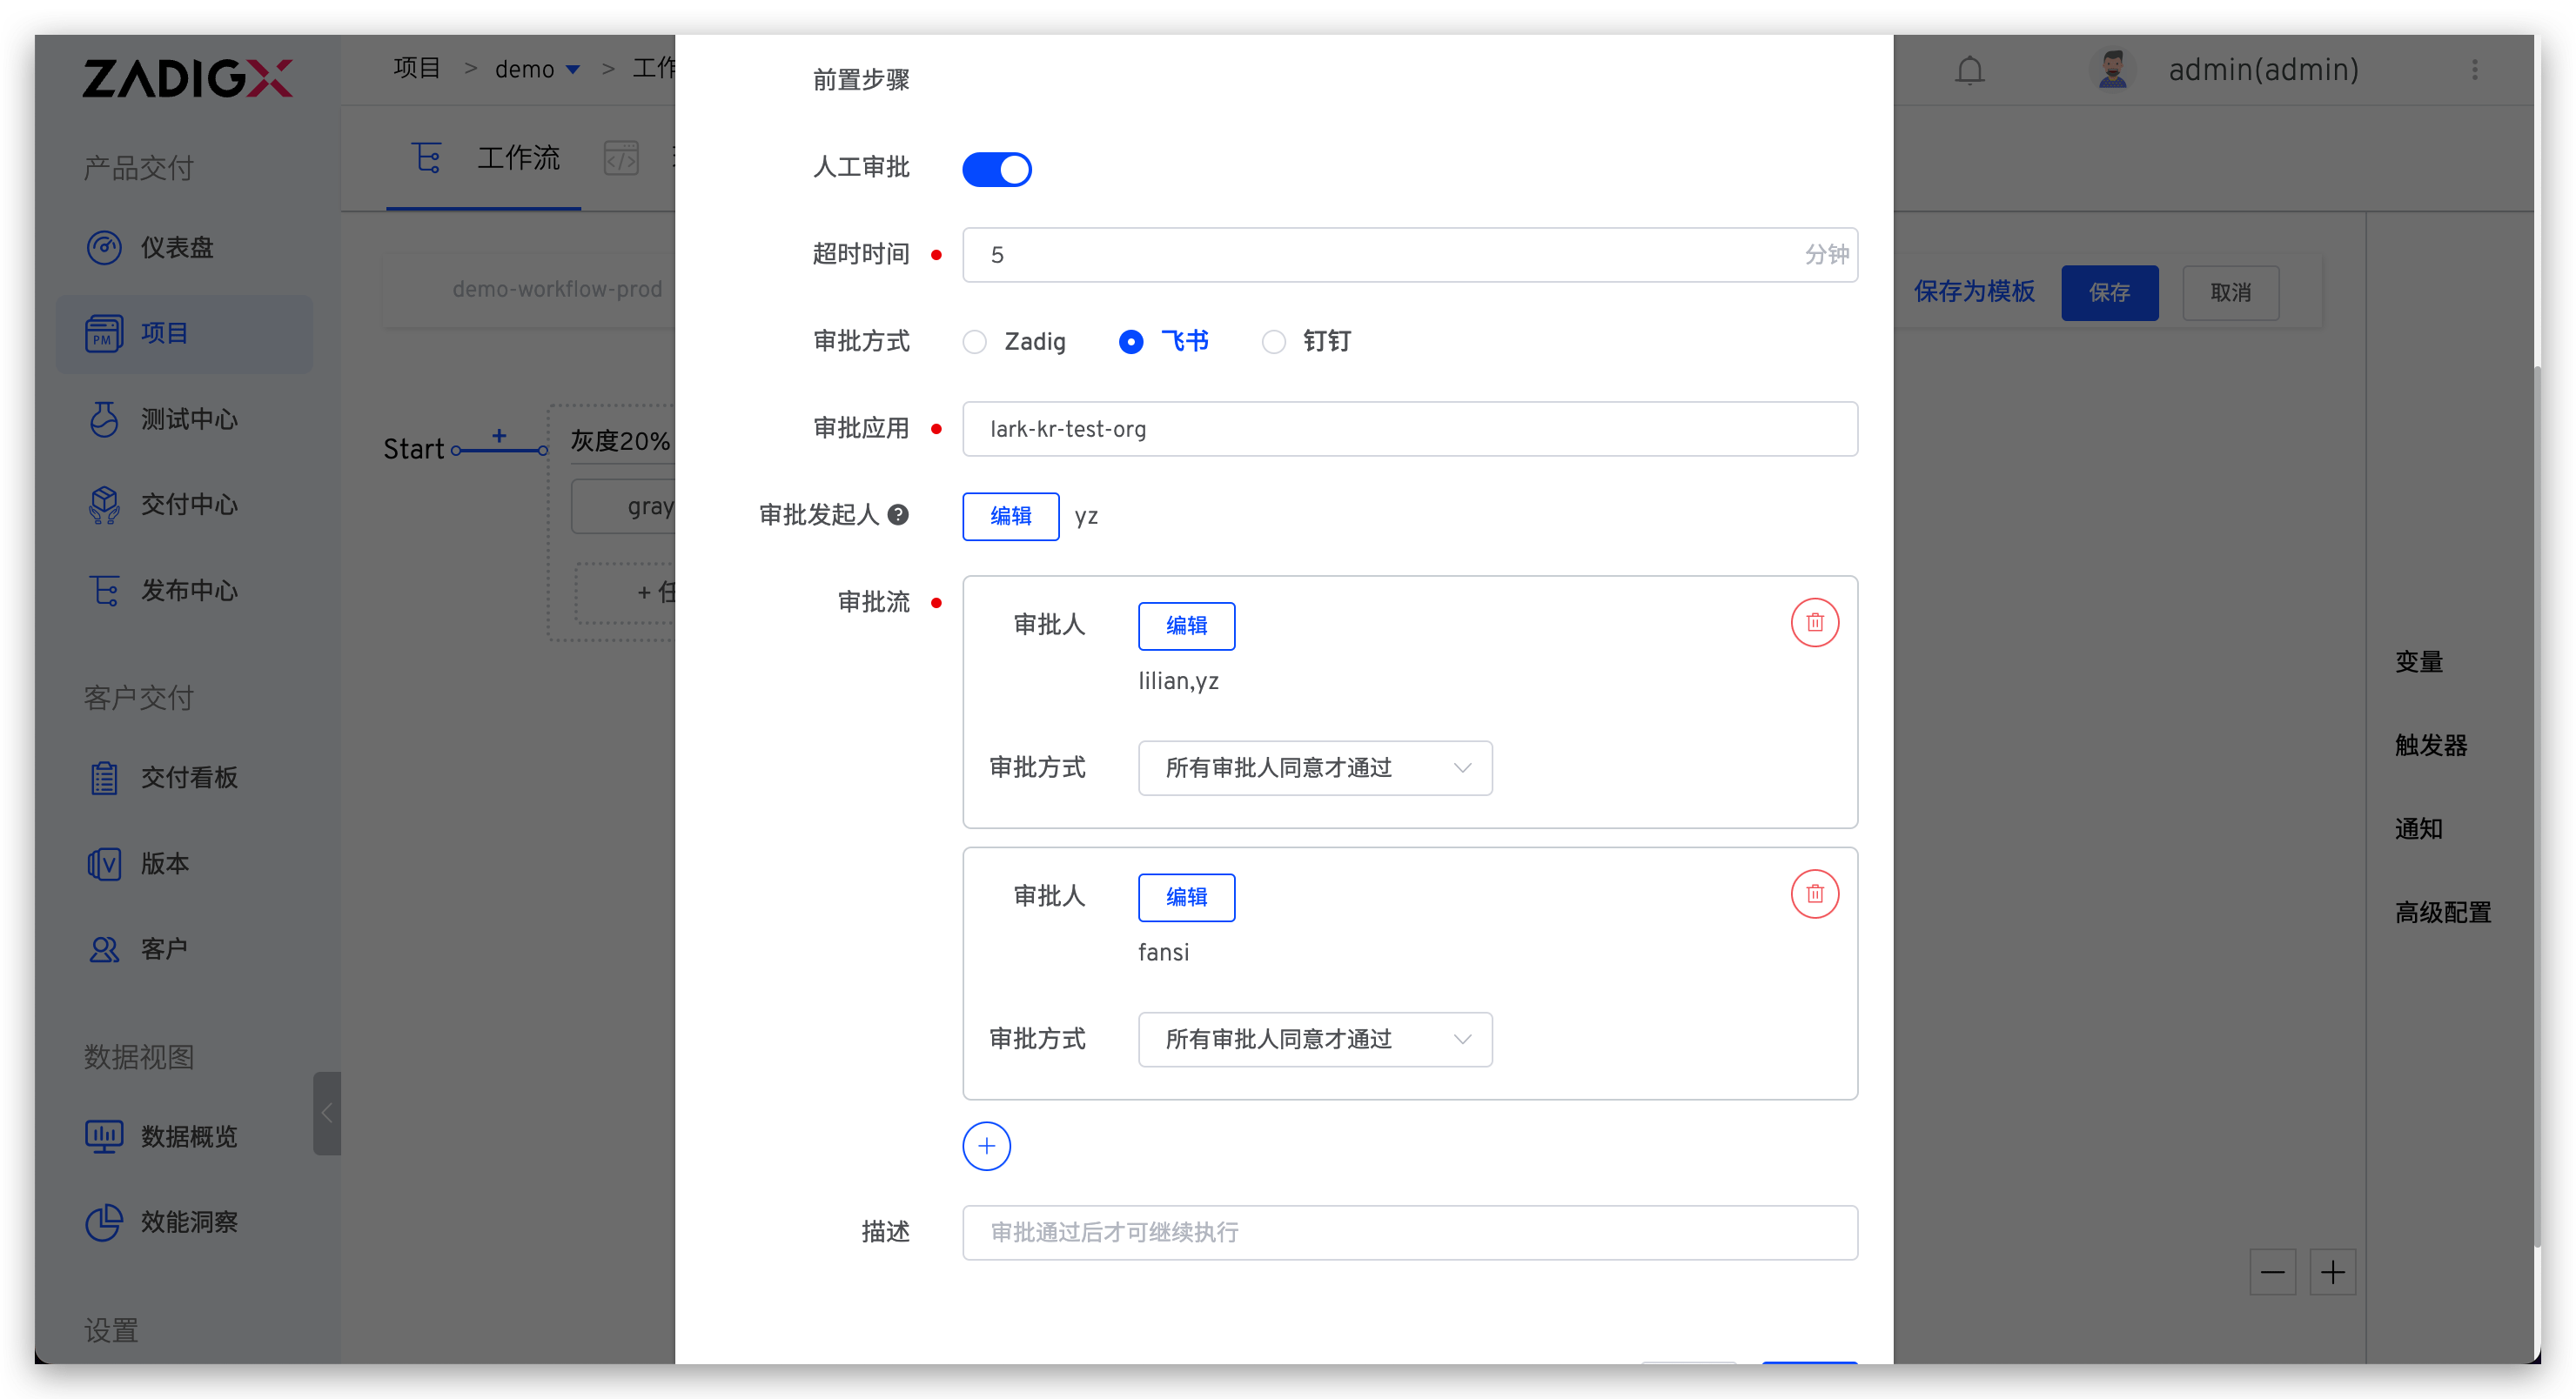 ZADIGX
项目 > demo > 工作
admin(admin)
产品交付
仪表盘
项目
测试中心
交付中心
发布中心
客户交付
交付看板
版本
客户
数据视图
数据概览
效能洞察
设置
工作流
demo-workflow-prod
保存为模板
保存
取消
Start
灰度20%
gray
+ 任
变量
触发器
通知
高级配置
前置步骤
人工审批
超时时间
5
分钟
审批方式
Zadig
飞书
钉钉
审批应用
lark-kr-test-org
审批发起人
编辑
yz
审批流
审批人
编辑
lilian,yz
审批方式
所有审批人同意才通过
审批人
编辑
fansi
审批方式
所有审批人同意才通过
描述
审批通过后才可继续执行